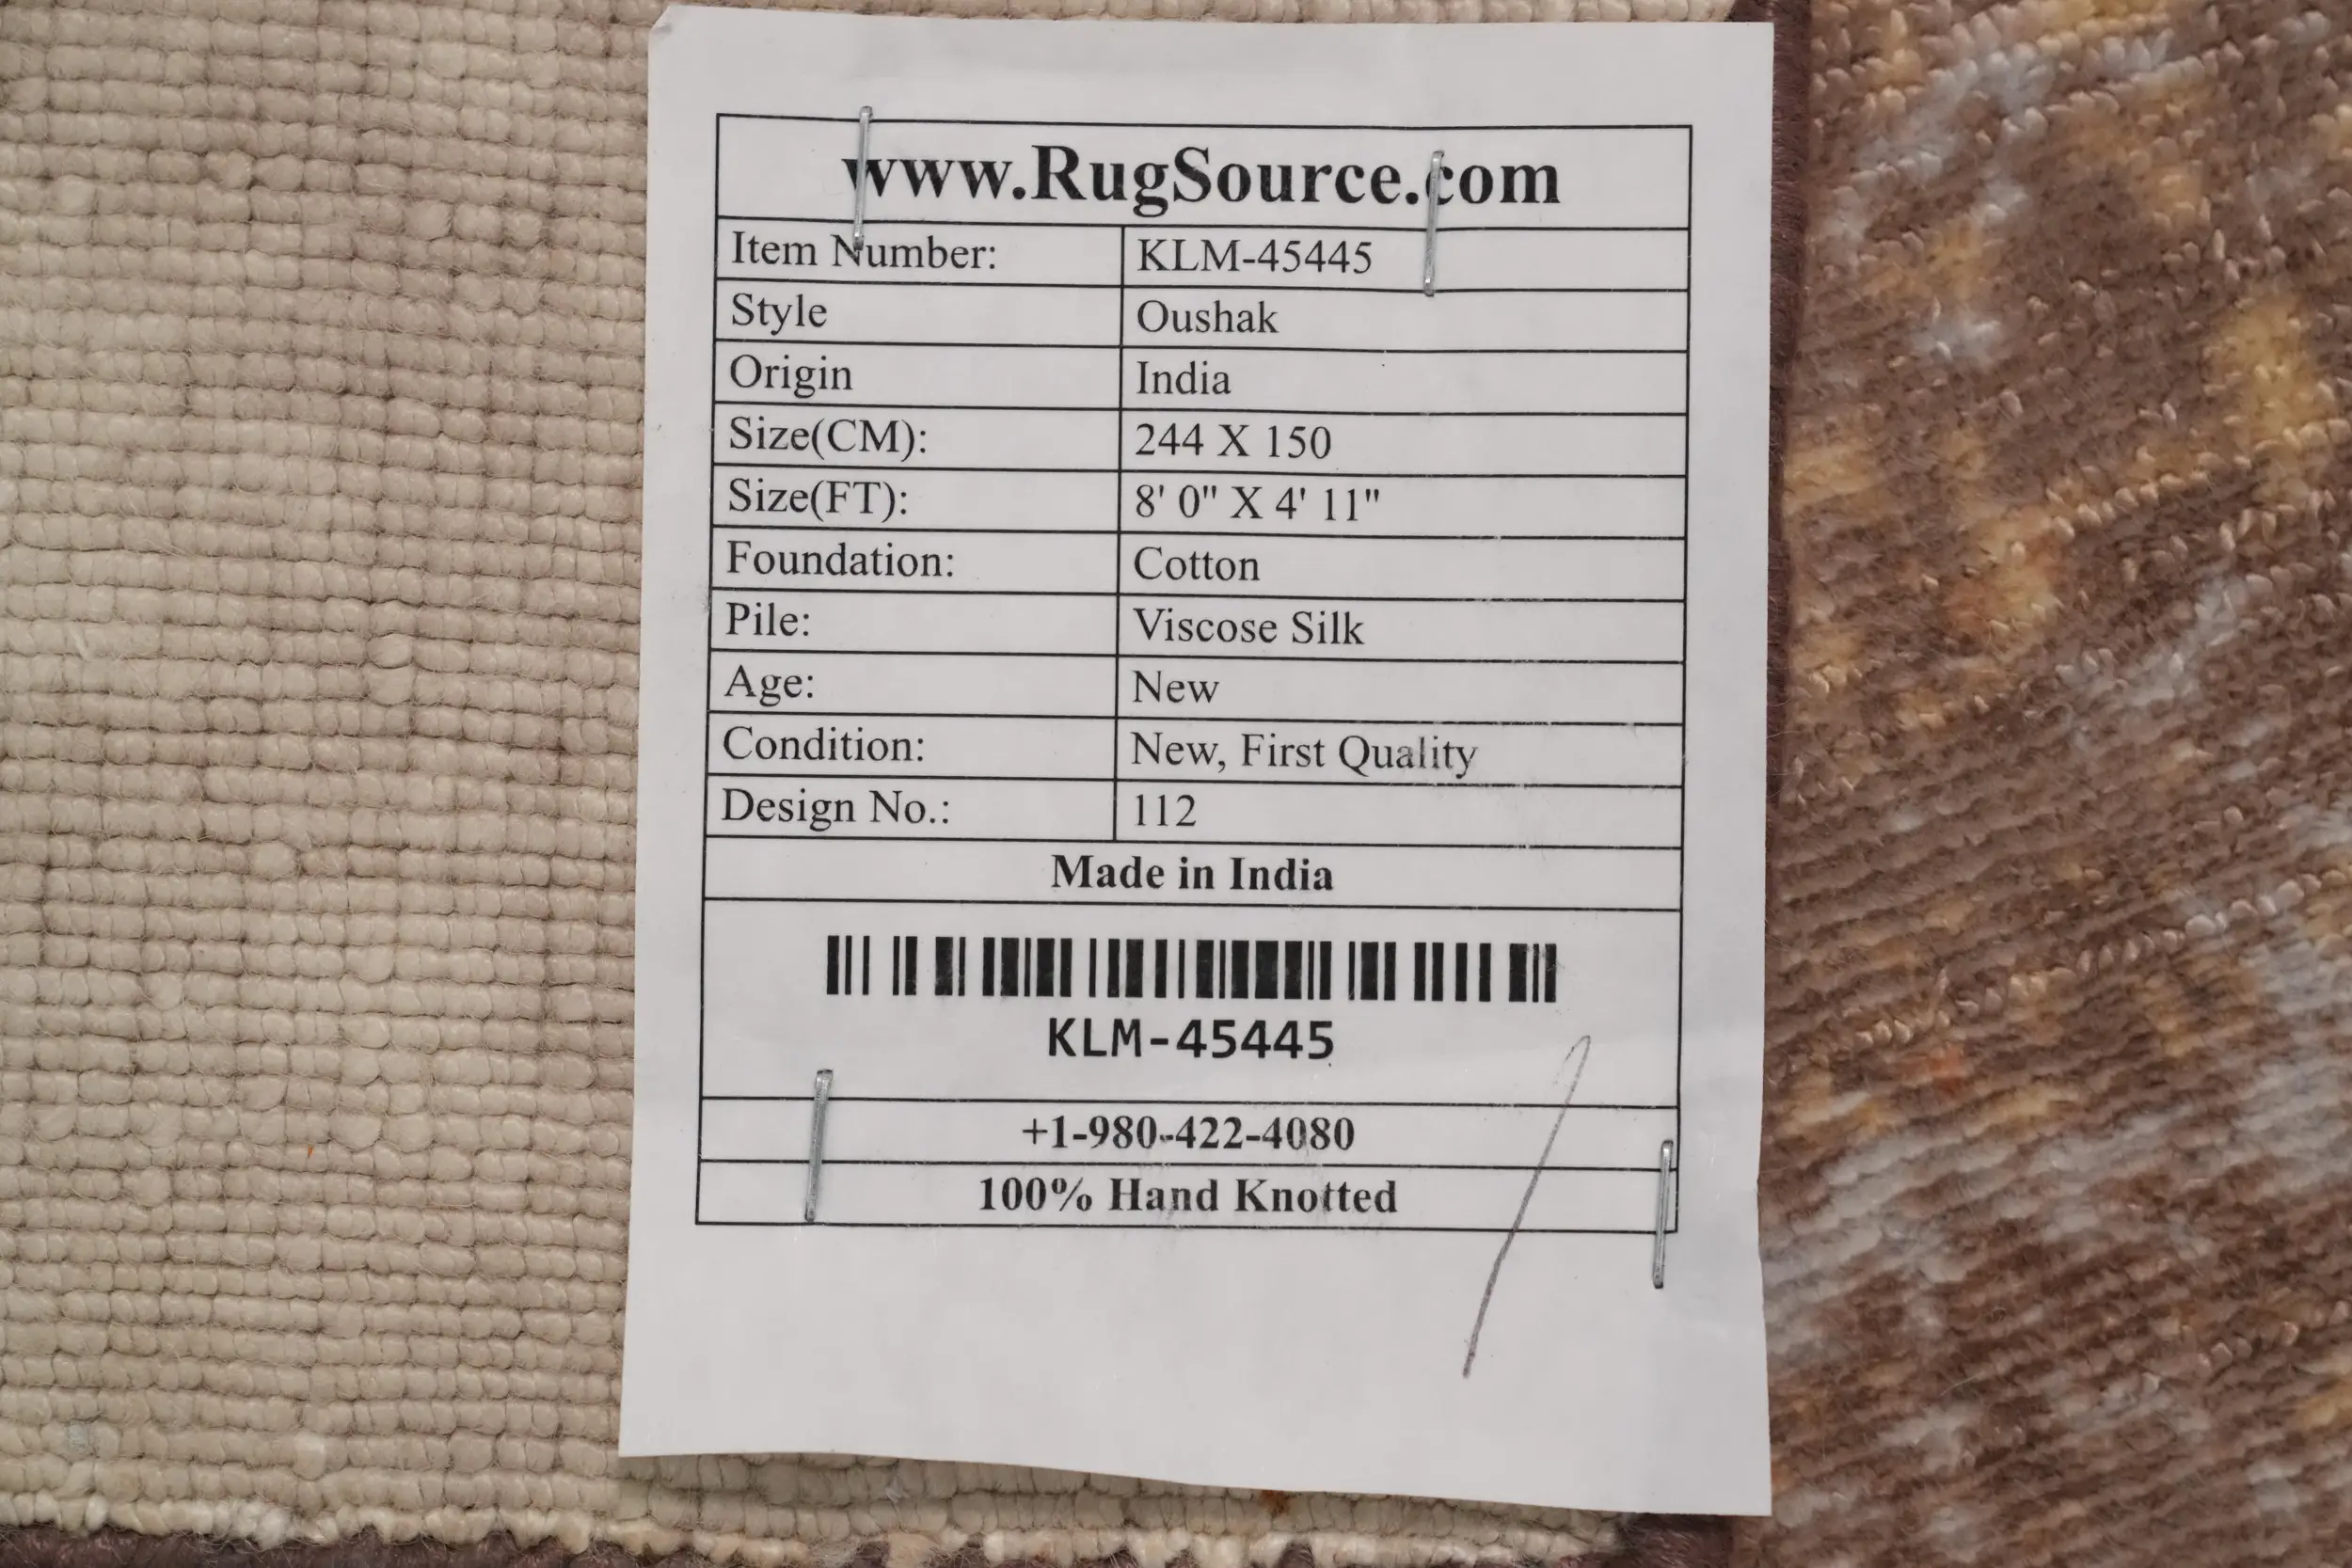 www.RugSource.com
Item Number: KLM-45445
Style Oushak
Origin India
Size(CM): 244 X 150
Size(FT): 8' 0" X 4' 11"
Foundation: Cotton
Pile: Viscose Silk
Age: New
Condition: New, First Quality
Design No.: 112
Made in India
KLM-45445
+1-980-422-4080
100% Hand Knotted